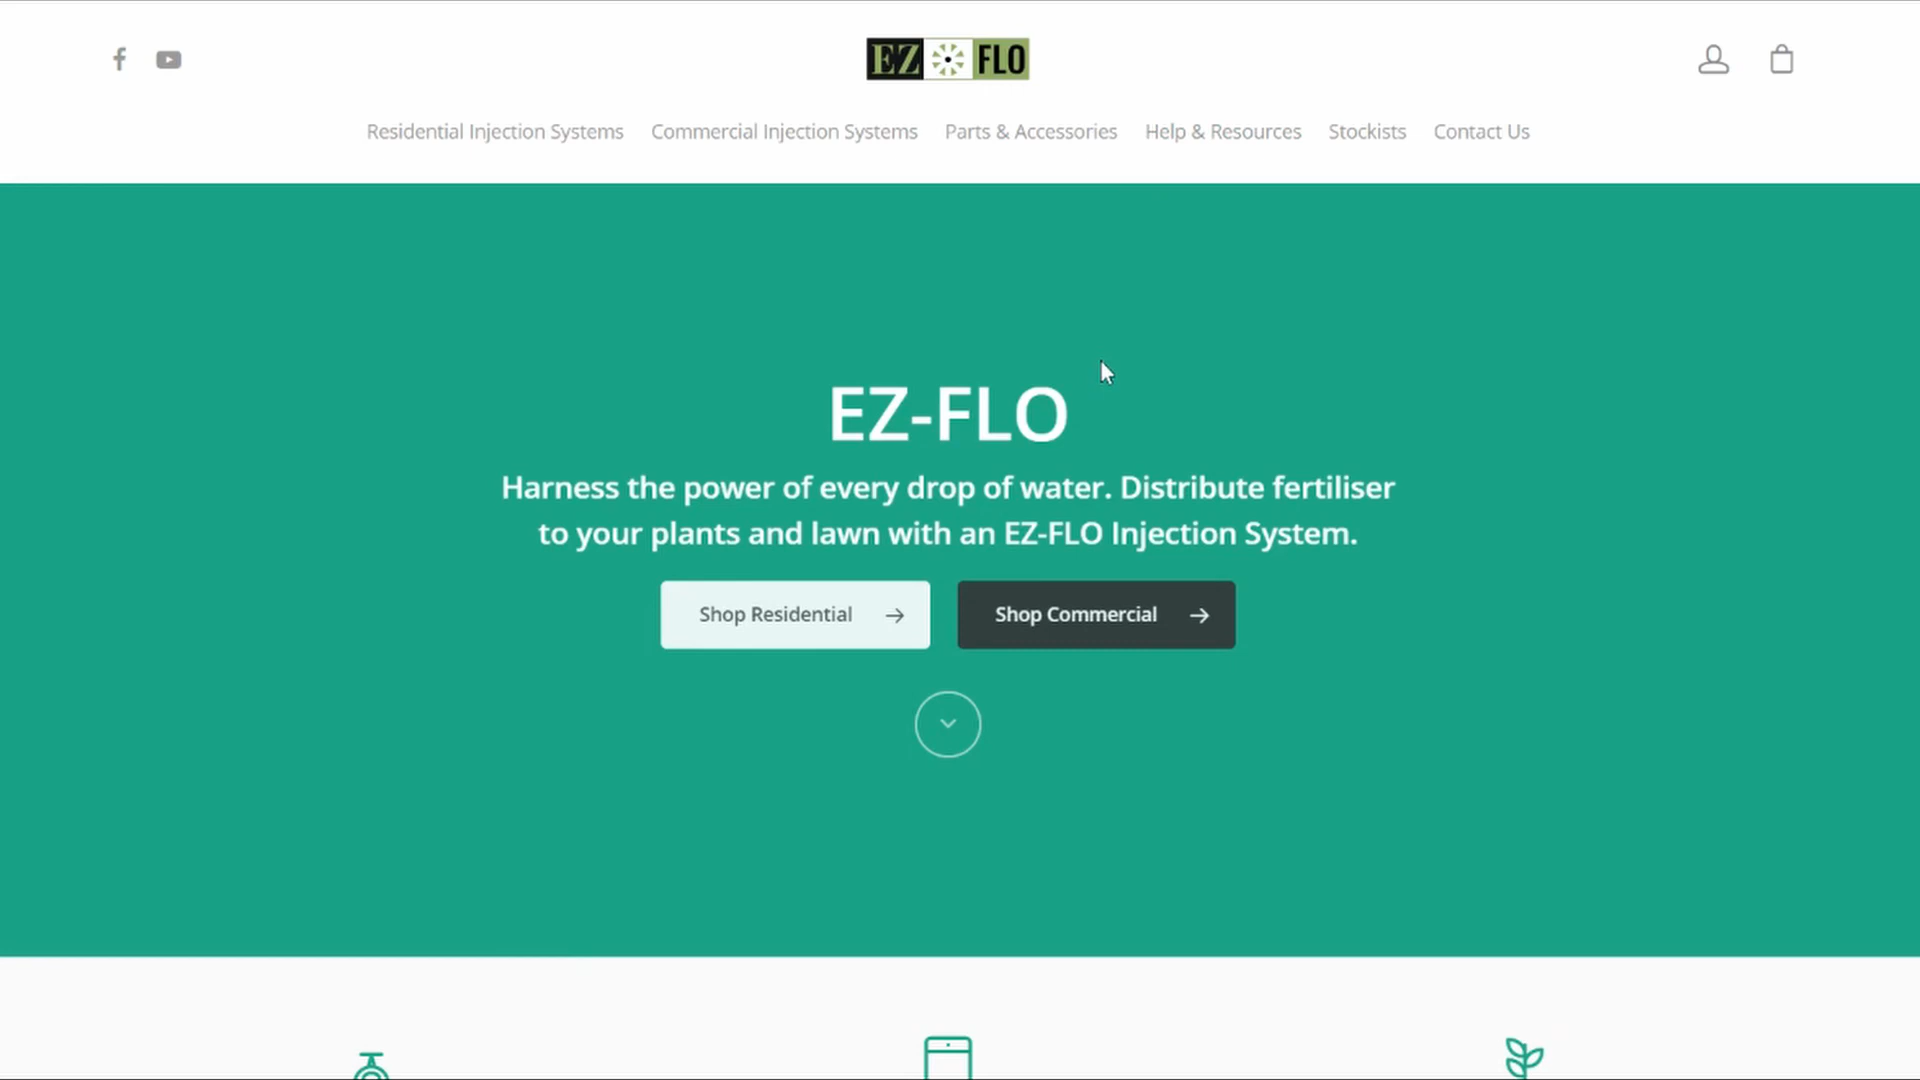 EZ FLO
Residential Injection Systems Commercial Injection Systems Parts & Accessories Help & Resources Stockists Contact Us
EZ-FLO
Harness the power of every drop of water. Distribute fertiliser
to your plants and lawn with an EZ-FLO Injection System.
Shop Residential Shop Commercial